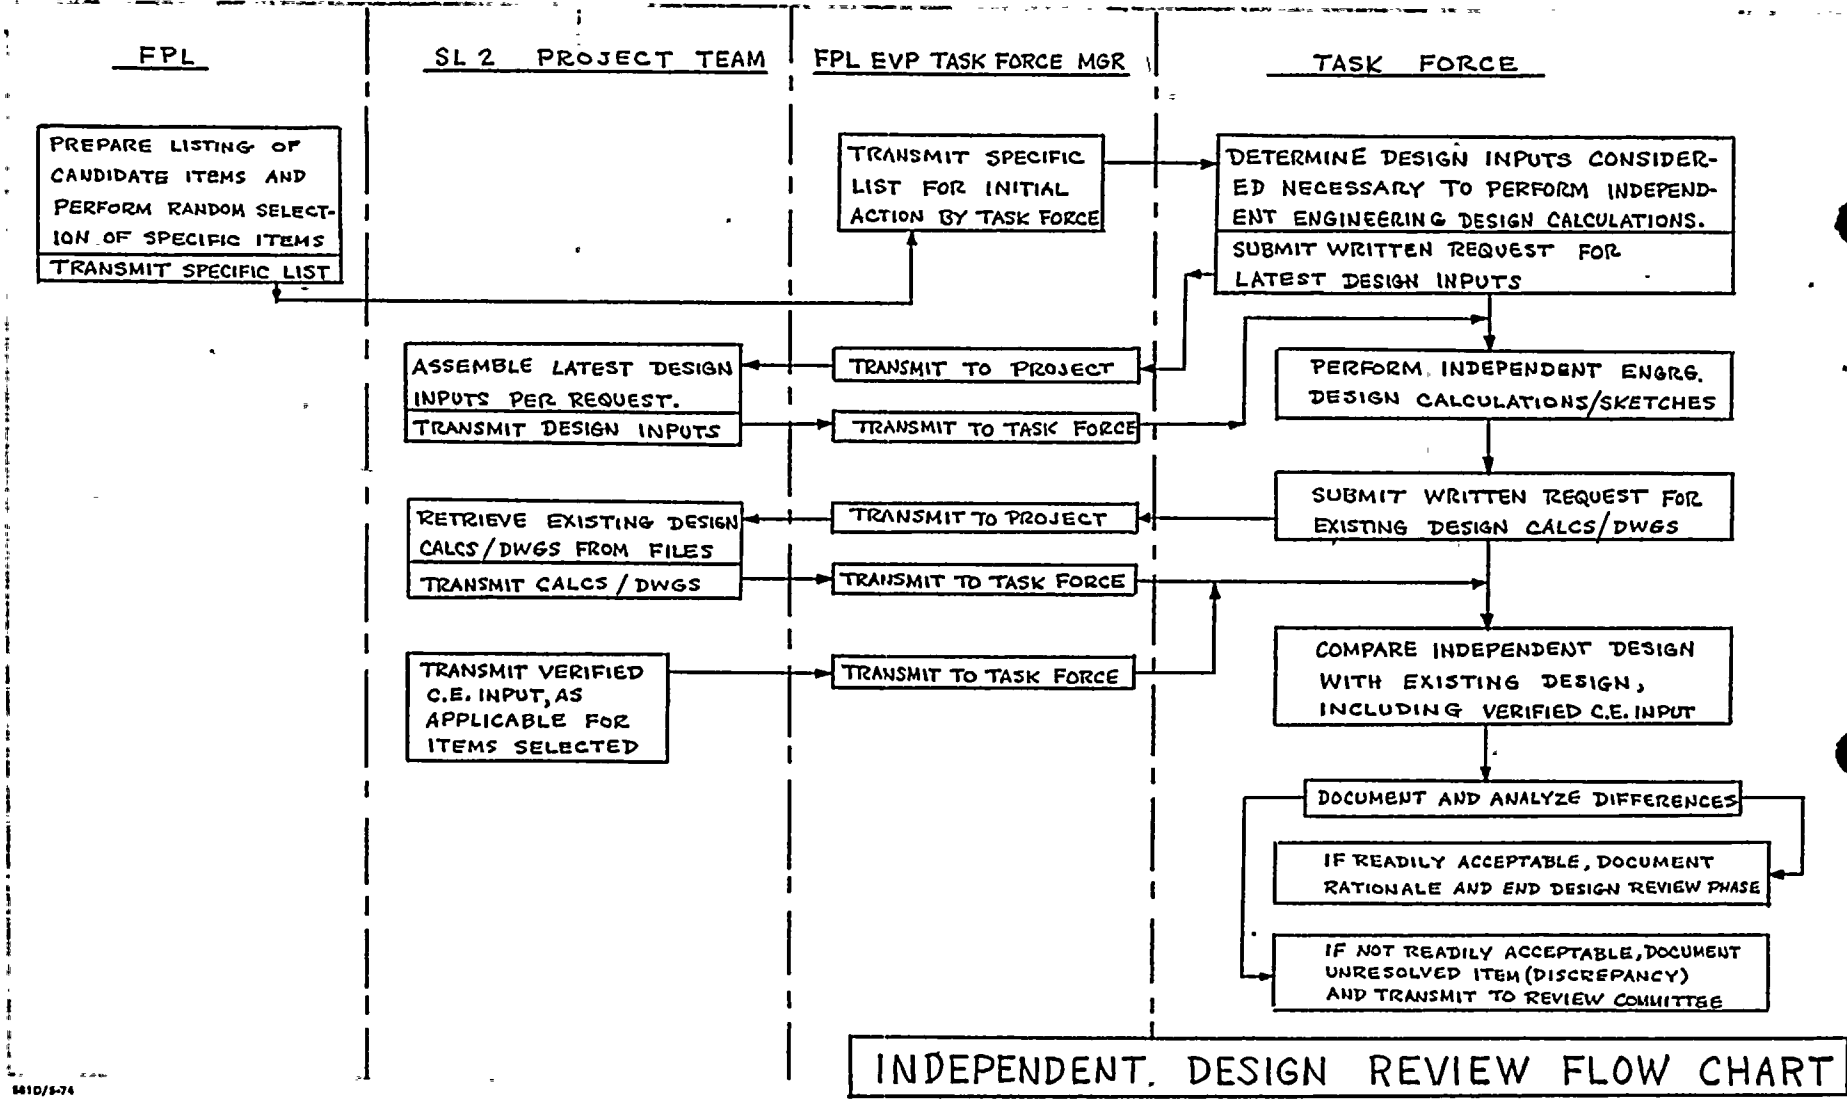 FPL
SL 2 PROJECT TEAM
FPL EVP TASK FORCE MGR
TASK FORCE
PREPARE LISTING OF
CANDIDATE ITEMS AND
PERFORM RANDOM SELECT-
ION OF SPECIFIC ITEMS
TRANSMIT SPECIFIC LIST
TRANSMIT SPECIFIC
LIST FOR INITIAL
ACTION BY TASK FORCE
DETERMINE DESIGN INPUTS CONSIDER-
ED NECESSARY TO PERFORM INDEPEND-
ENT ENGINEERING DESIGN CALCULATIONS.
SUBMIT WRITTEN REQUEST FOR
LATEST DESIGN INPUTS
ASSEMBLE LATEST DESIGN
INPUTS PER REQUEST.
TRANSMIT DESIGN INPUTS
TRANSMIT TO PROJECT
TRANSMIT TO TASK FORCE
PERFORM INDEPENDENT ENGRG.
DESIGN CALCULATIONS/SKETCHES
RETRIEVE EXISTING DESIGN
CALCS/DWGS FROM FILES
TRANSMIT CALCS/DWGS
TRANSMIT TO PROJECT
TRANSMIT TO TASK FORCE
SUBMIT WRITTEN REQUEST FOR
EXISTING DESIGN CALCS/DWGS
TRANSMIT VERIFIED
C.E. INPUT, AS
APPLICABLE FOR
ITEMS SELECTED
TRANSMIT TO TASK FORCE
COMPARE INDEPENDENT DESIGN
WITH EXISTING DESIGN,
INCLUDING VERIFIED C.E. INPUT
DOCUMENT AND ANALYZE DIFFERENCES
IF READILY ACCEPTABLE, DOCUMENT
RATIONALE AND END DESIGN REVIEW PHASE
IF NOT READILY ACCEPTABLE, DOCUMENT
UNRESOLVED ITEM (DISCREPANCY)
AND TRANSMIT TO REVIEW COMMITTEE
INDEPENDENT. DESIGN REVIEW FLOW CHART